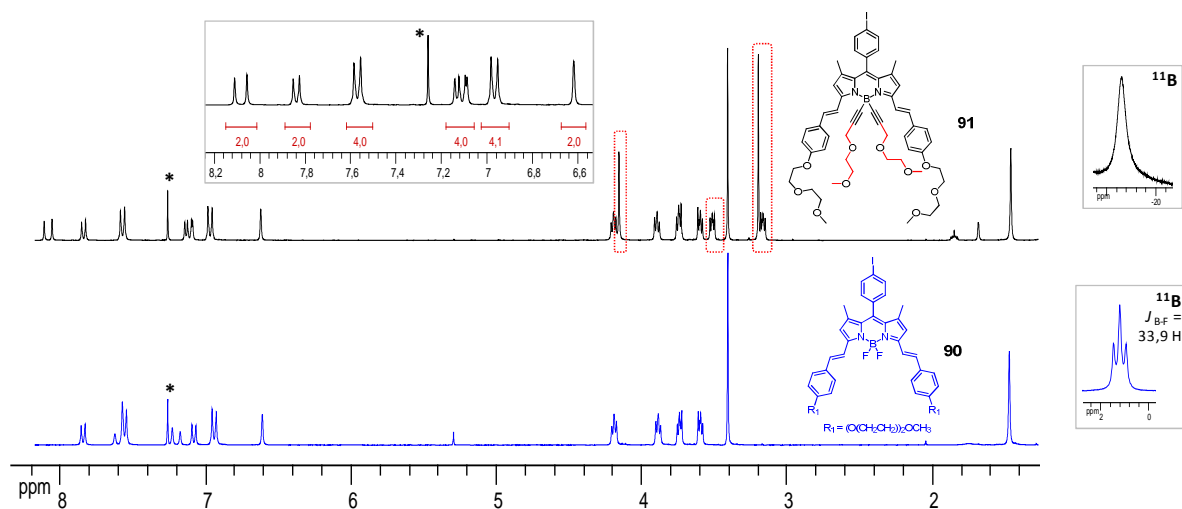 *
I
¹¹B
N N
B
91
2,0 2,0 4,0 4,0 4,1 2,0
8,2 8 7,8 7,6 7,4 7,2 7 6,8 6,6
O O
O O O
O
O O
O O
ppm -20
*
I
¹¹B
J B-F =
33,9 H
N N
B
F F
90
R₁ R₁
R₁ = (O(CH₂CH₂))₂OCH₃
ppm 2 0
*
ppm 8 7 6 5 4 3 2